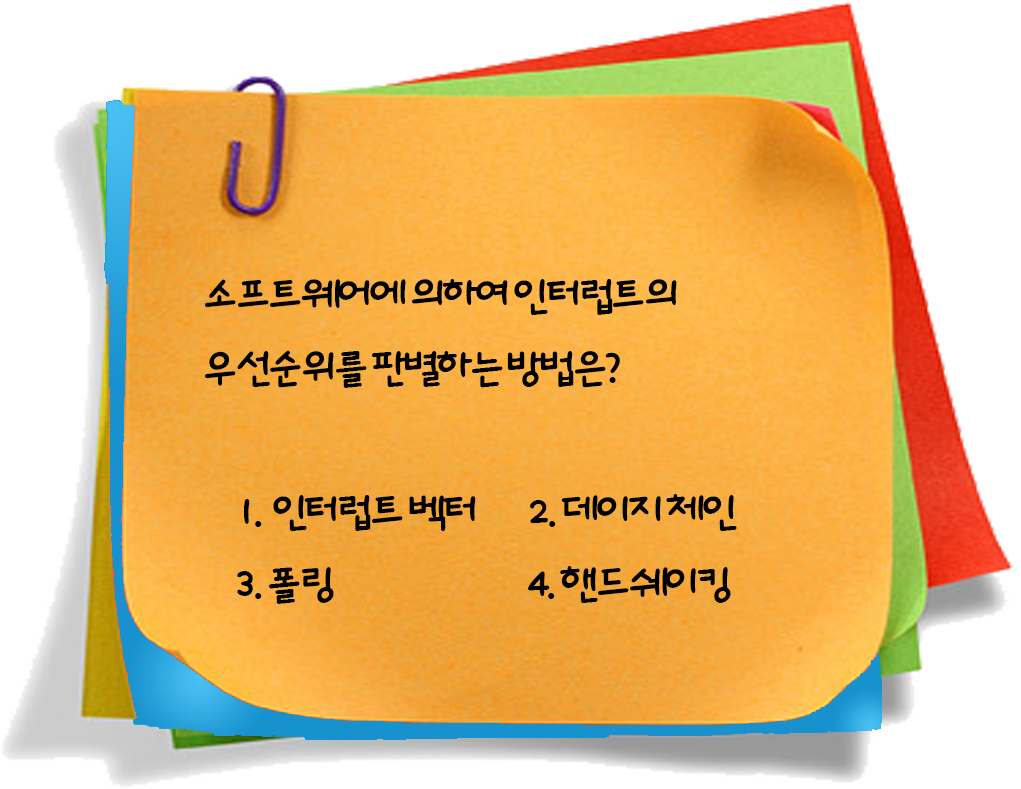 소프트웨어에 의하여 인터럽트의
우선순위를 판별하는 방법은?
1. 인터럽트 벡터 2. 데이지 체인
3. 폴링 4. 핸드쉐이킹